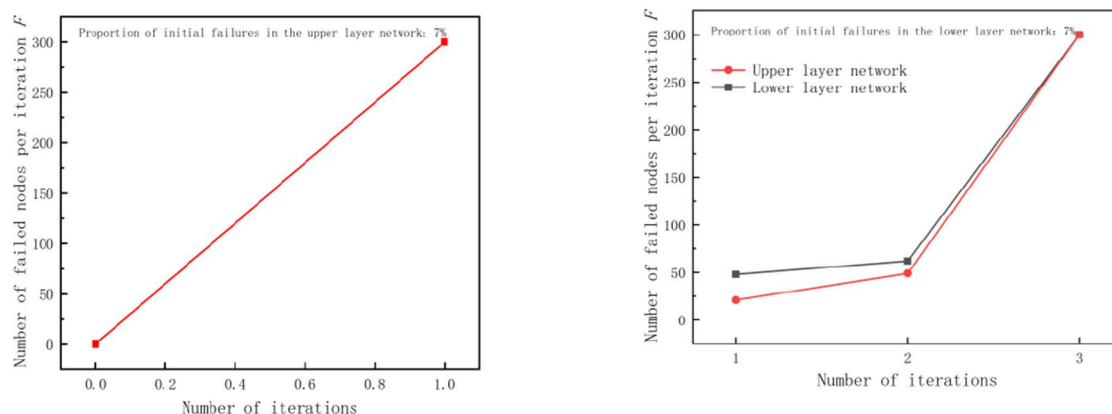 Proportion of initial failures in the upper layer network: 7%
Number of failed nodes per iteration F
300
250
200
150
100
50
0
0.0 0.2 0.4 0.6 0.8 1.0
Number of iterations
Proportion of initial failures in the lower layer network: 7%
Upper layer network
Lower layer network
Number of failed nodes per iteration F
300
250
200
150
100
50
0
1 2 3
Number of iterations